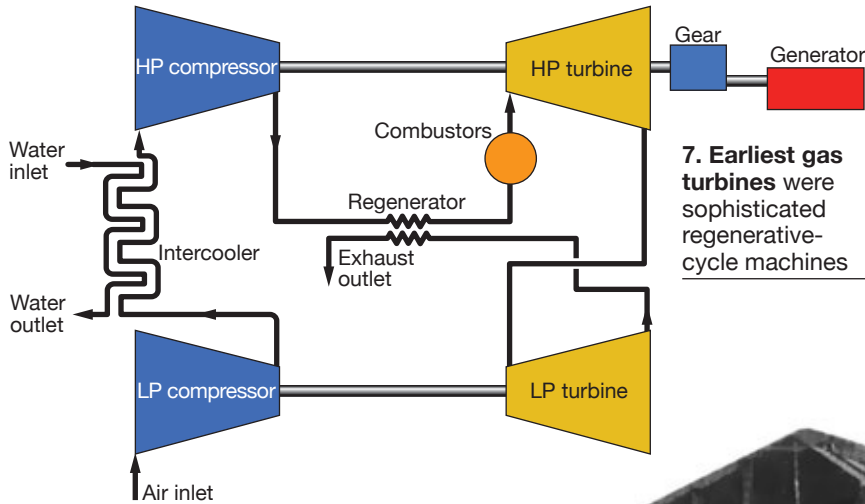 HP compressor
HP turbine
Gear
Generator
Combustors
Water
inlet
Regenerator
Intercooler
Exhaust
outlet
Water
outlet
LP compressor
LP turbine
Air inlet
7. Earliest gas
turbines were
sophisticated
regenerative-
cycle machines